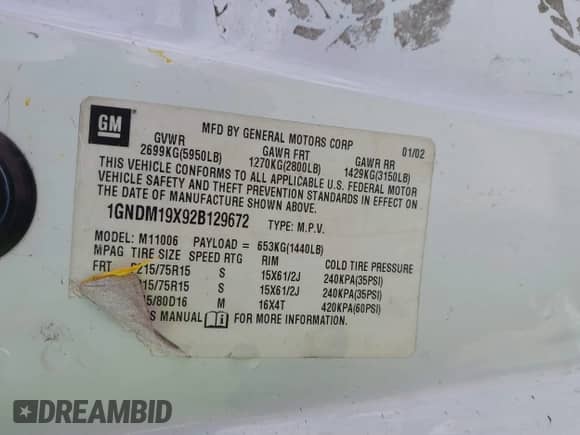 GM
MFD BY GENERAL MOTORS CORP 01/02
GVWR GAWR FRT GAWR RR
2699KG(5950LB) 1270KG(2800LB) 1429KG(3150LB)
THIS VEHICLE CONFORMS TO ALL APPLICABLE U.S. FEDERAL MOTOR
VEHICLE SAFETY AND THEFT PREVENTION STANDARDS IN EFFECT ON
THE DATE OF MANUFACTURE SHOWN ABOVE.
1GNDM19X92B129672 TYPE: M.P.V.
MODEL: M11006 PAYLOAD = 653KG(1440LB)
MPAG TIRE SIZE SPEED RTG RIM COLD TIRE PRESSURE
FRT 215/75R15 S 15X61/2J 240KPA(35PSI)
15/75R15 S 15X61/2J 240KPA(35PSI)
5/80D16 M 16X4T 420KPA(60PSI)
'S MANUAL FOR MORE INFORMATION.
DREAMBID